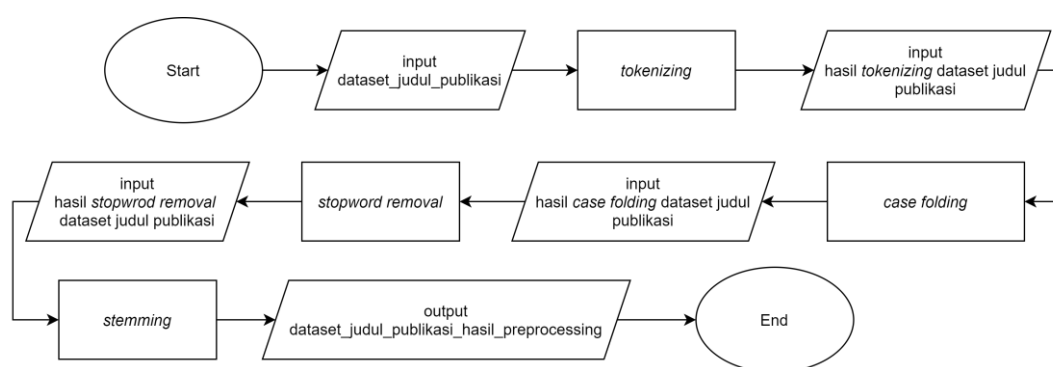 Start
input
dataset_judul_publikasi
tokenizing
input
hasil tokenizing dataset judul
publikasi
case folding
input
hasil case folding dataset judul
publikasi
stopword removal
input
hasil stopwrod removal
dataset judul publikasi
stemming
output
dataset_judul_publikasi_hasil_preprocessing
End